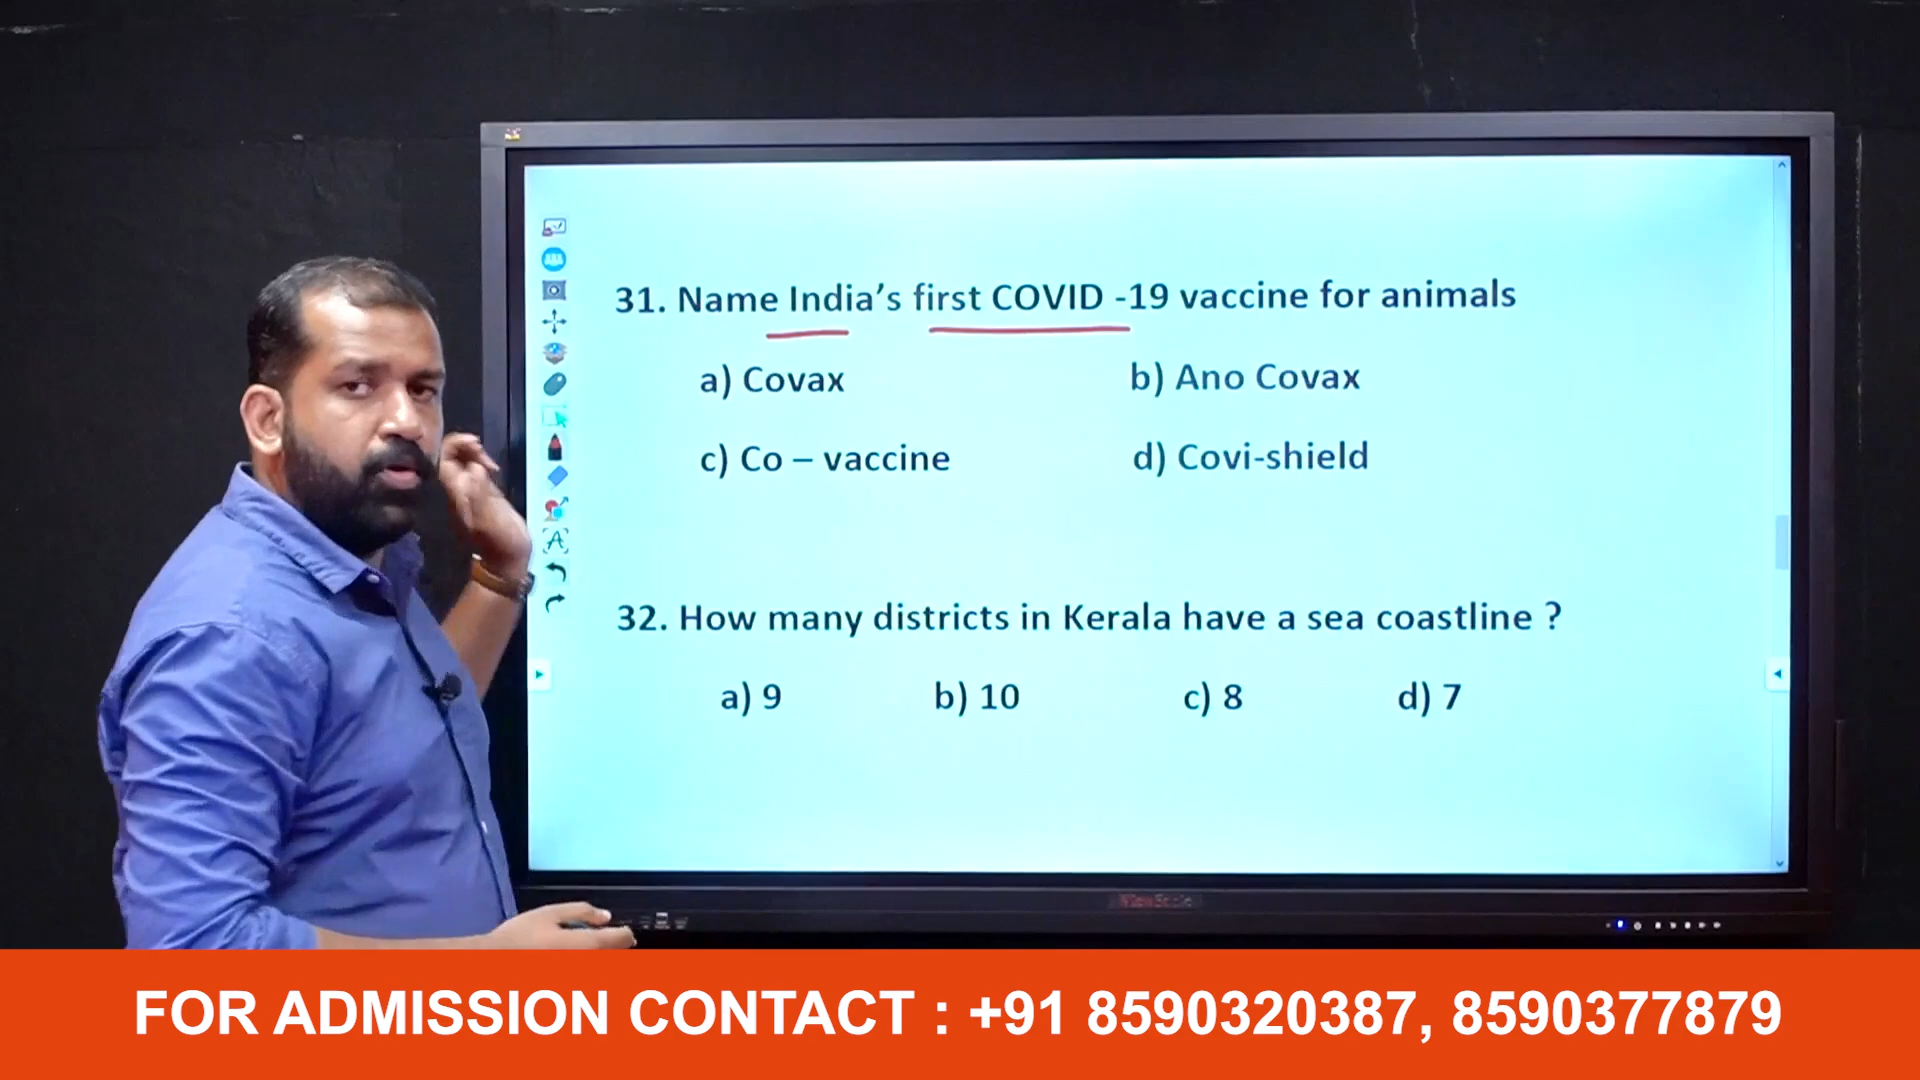 31. Name India’s first COVID -19 vaccine for animals
a) Covax b) Ano Covax
c) Co – vaccine d) Covi-shield
32. How many districts in Kerala have a sea coastline ?
a) 9 b) 10 c) 8 d) 7
ViewSonic
FOR ADMISSION CONTACT : +91 8590320387, 8590377879